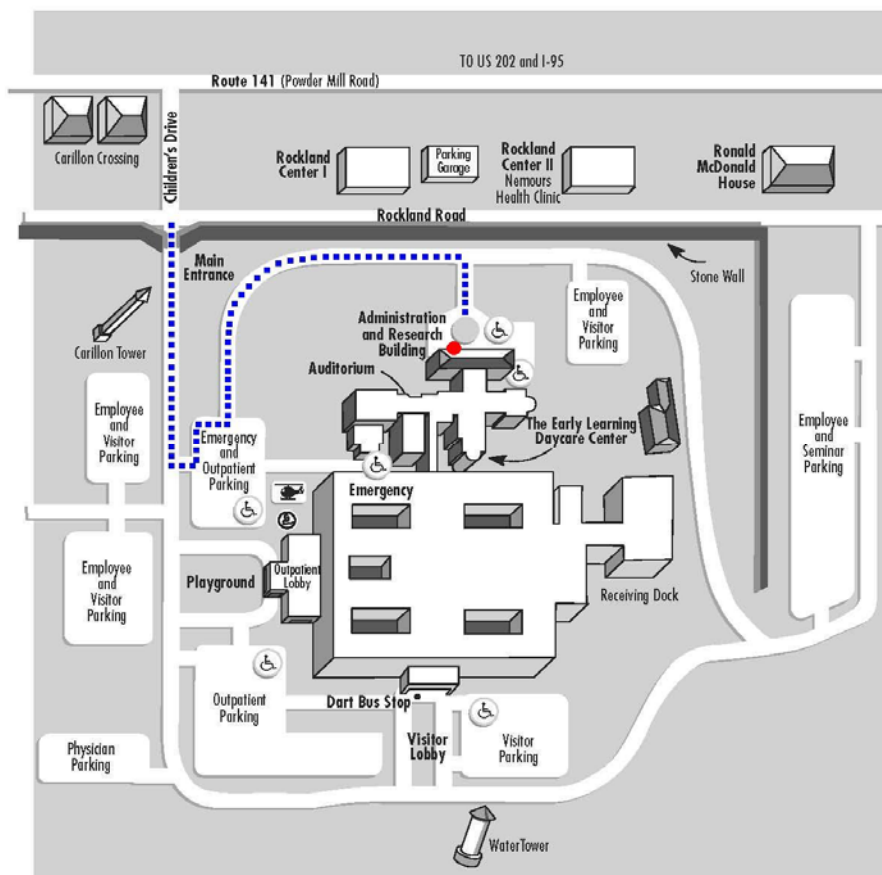 TO US 202 and I-95
Route 141 (Powder Mill Road)
Carillon Crossing
Children's Drive
Rockland
Center I
Parking
Garage
Rockland
Center II
Nemours
Health Clinic
Ronald
McDonald
House
Rockland Road
Main
Entrance
Stone Wall
Carillon Tower
Administration
and Research
Building
Employee
and
Visitor
Parking
Auditorium
Employee
and
Visitor
Parking
Emergency
and
Outpatient
Parking
The Early Learning
Daycare Center
Employee
and
Seminar
Parking
Emergency
Employee
and
Visitor
Parking
Playground
Outpatient
Lobby
Receiving Dock
Outpatient
Parking
Dart Bus Stop
Visitor
Lobby
Visitor
Parking
Physician
Parking
WaterTower